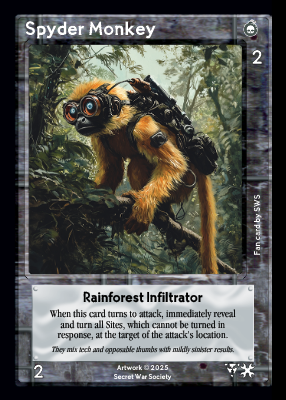 Spyder Monkey
2
Fan card by SWS
Rainforest Infiltrator
When this card turns to attack, immediately reveal
and turn all Sites, which cannot be turned in
response, at the target of the attack's location.
They mix tech and opposable thumbs with mildly sinister results.
2
Artwork © 2025
Secret War Society